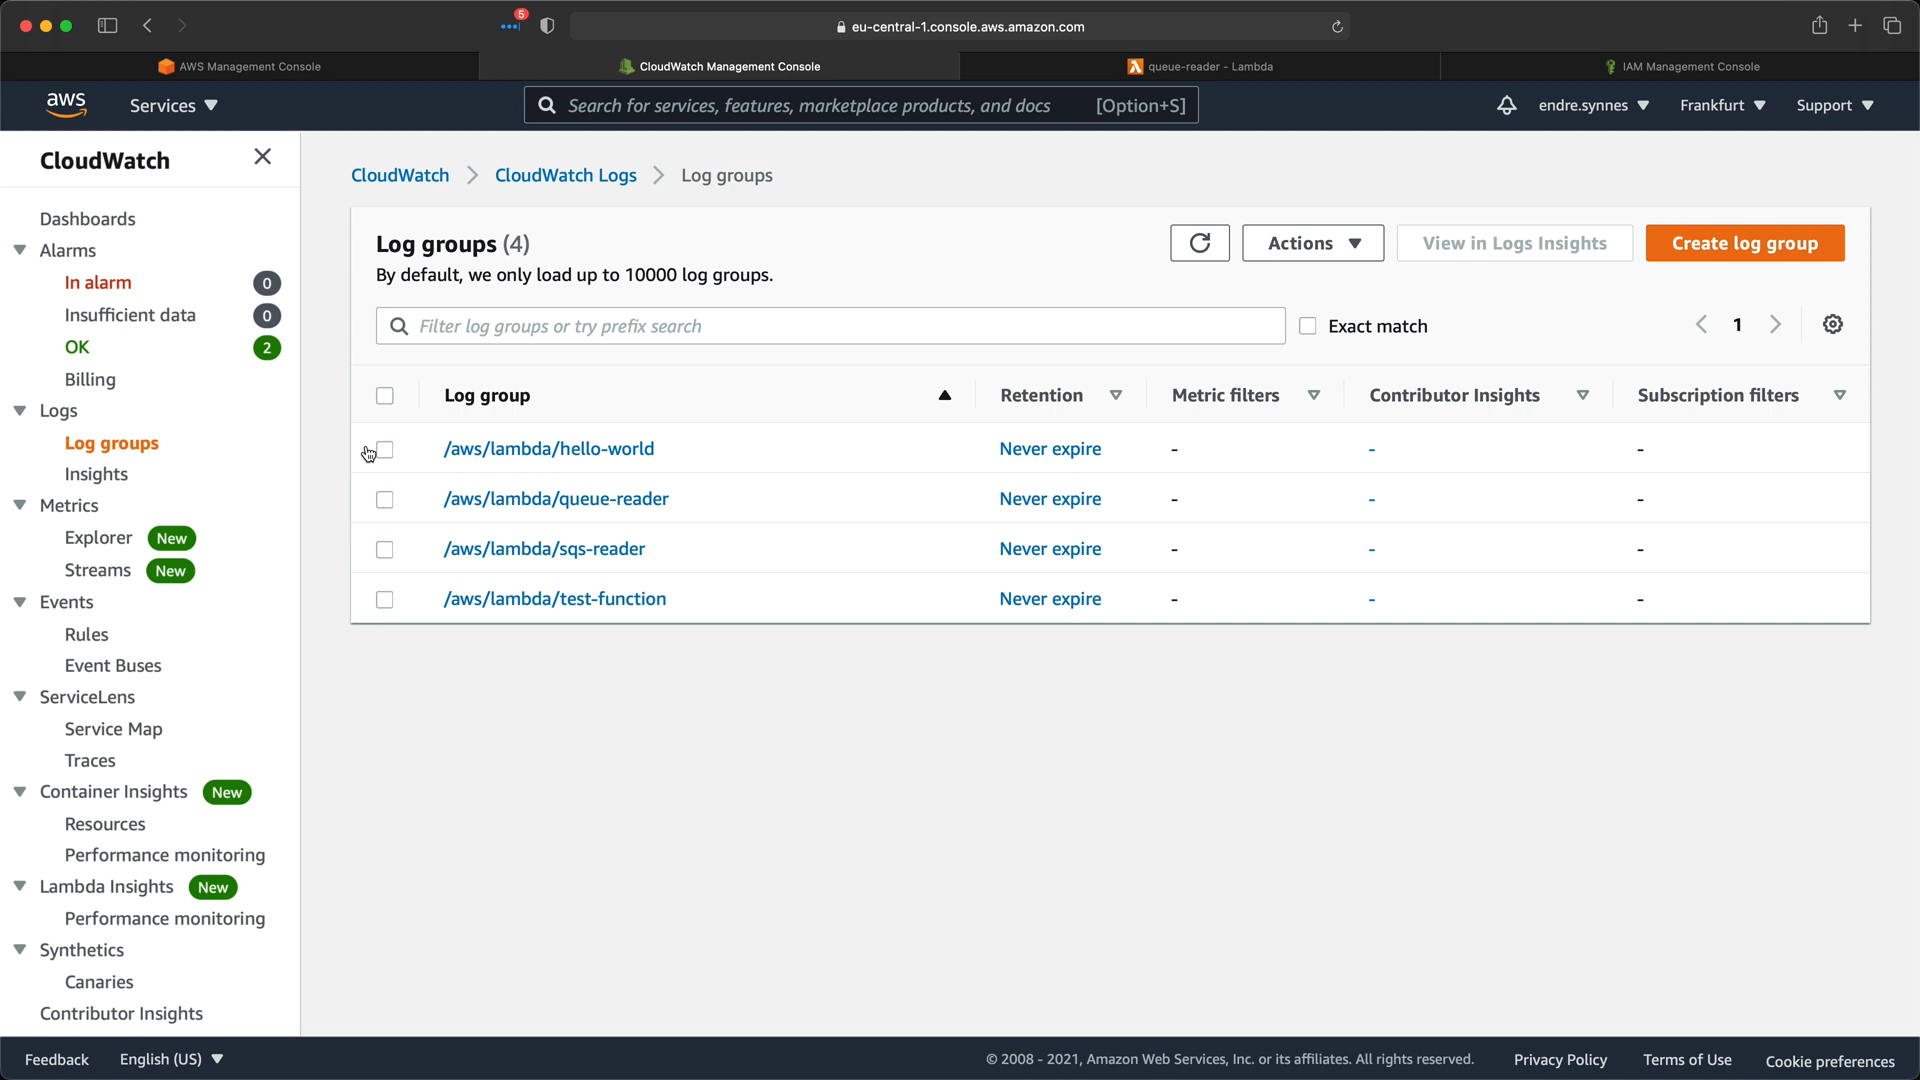 5
eu-central-1.console.aws.amazon.com
AWS Management Console
CloudWatch Management Console
queue-reader - Lambda
IAM Management Console
aws
Services
Search for services, features, marketplace products, and docs [Option+S]
endre.synnes
Frankfurt
Support
CloudWatch
Dashboards
Alarms
In alarm 0
Insufficient data 0
OK 2
Billing
Logs
Log groups
Insights
Metrics
Explorer New
Streams New
Events
Rules
Event Buses
ServiceLens
Service Map
Traces
Container Insights New
Resources
Performance monitoring
Lambda Insights New
Performance monitoring
Synthetics
Canaries
Contributor Insights
CloudWatch CloudWatch Logs Log groups
Log groups (4)
By default, we only load up to 10000 log groups.
Actions
View in Logs Insights
Create log group
Filter log groups or try prefix search
Exact match
1
Log group Retention Metric filters Contributor Insights Subscription filters
/aws/lambda/hello-world Never expire - - -
/aws/lambda/queue-reader Never expire - - -
/aws/lambda/sqs-reader Never expire - - -
/aws/lambda/test-function Never expire - - -
Feedback English (US) © 2008 - 2021, Amazon Web Services, Inc. or its affiliates. All rights reserved. Privacy Policy Terms of Use Cookie preferences